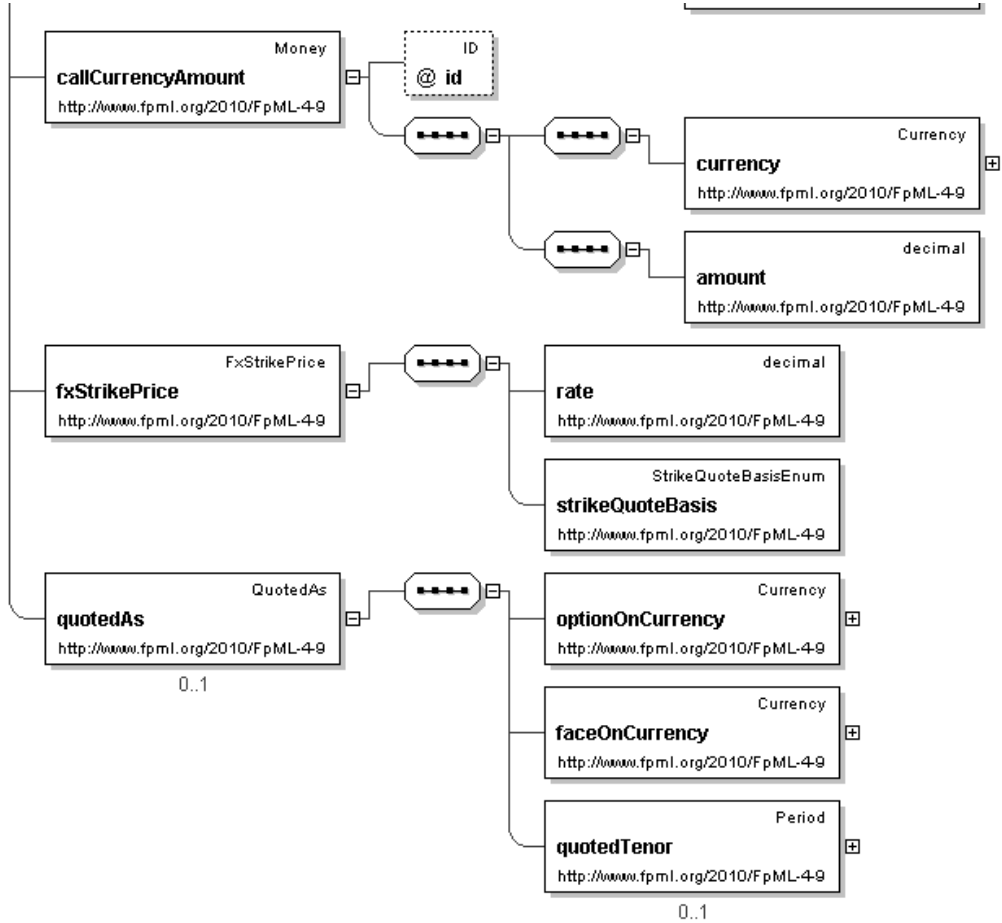 Money
callCurrencyAmount
http://www.fpml.org/2010/FpML-4-9
ID
@ id
Currency
currency
http://www.fpml.org/2010/FpML-4-9
decimal
amount
http://www.fpml.org/2010/FpML-4-9
FxStrikePrice
fxStrikePrice
http://www.fpml.org/2010/FpML-4-9
decimal
rate
http://www.fpml.org/2010/FpML-4-9
StrikeQuoteBasisEnum
strikeQuoteBasis
http://www.fpml.org/2010/FpML-4-9
QuotedAs
quotedAs
http://www.fpml.org/2010/FpML-4-9
0..1
Currency
optionOnCurrency
http://www.fpml.org/2010/FpML-4-9
Currency
faceOnCurrency
http://www.fpml.org/2010/FpML-4-9
Period
quotedTenor
http://www.fpml.org/2010/FpML-4-9
0..1